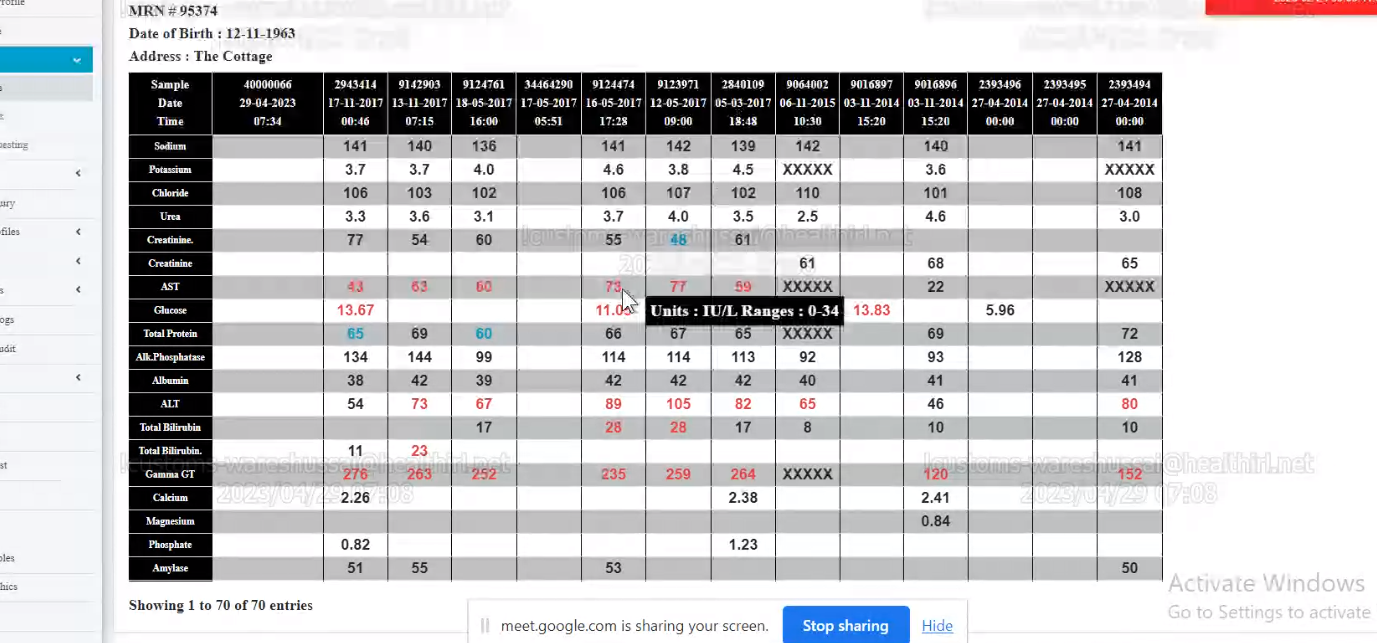 MRN # 95374
Date of Birth : 12-11-1963
Address : The Cottage
Sample 40000066 2943414 9142903 9124761 34464290 9124474 9123971 2840109 9064002 9016897 9016896 2393496 2393495 2393494
Date 29-04-2023 17-11-2017 13-11-2017 18-05-2017 17-05-2017 16-05-2017 12-05-2017 05-03-2017 06-11-2015 03-11-2014 03-11-2014 27-04-2014 27-04-2014 27-04-2014
Time 07:34 00:46 07:15 16:00 05:51 17:28 09:00 18:48 10:30 15:20 15:20 00:00 00:00 00:00
Sodium 141 140 136 141 142 139 142 140 141
Potassium 3.7 3.7 4.0 4.6 3.8 4.5 XXXXX 3.6 XXXXX
Chloride 106 103 102 106 107 102 110 101 108
Urea 3.3 3.6 3.1 3.7 4.0 3.5 2.5 4.6 3.0
Creatinine. 77 54 60 55 48 61
Creatinine 61 68 65
AST 43 63 60 73 77 59 XXXXX 22 XXXXX
Glucose 13.67 Units : IU/L Ranges : 0-34 13.83 5.96
Total Protein 65 69 60 66 67 65 XXXXX 69 72
Alk.Phosphatase 134 144 99 114 114 113 92 93 128
Albumin 38 42 39 42 42 42 40 41 41
ALT 54 73 67 89 105 82 65 46 80
Total Bilirubin 17 28 28 17 8 10 10
Total Bilirubin. 11 23
Gamma GT 276 263 252 235 259 264 XXXXX 120 152
2023/04/29 07:08
Calcium 2.26 2.38 2.41
Magnesium 0.84
Phosphate 0.82 1.23
Amylase 51 55 53 50
Showing 1 to 70 of 70 entries
Activate Windows
Go to Settings to activate
meet.google.com is sharing your screen. Stop sharing Hide